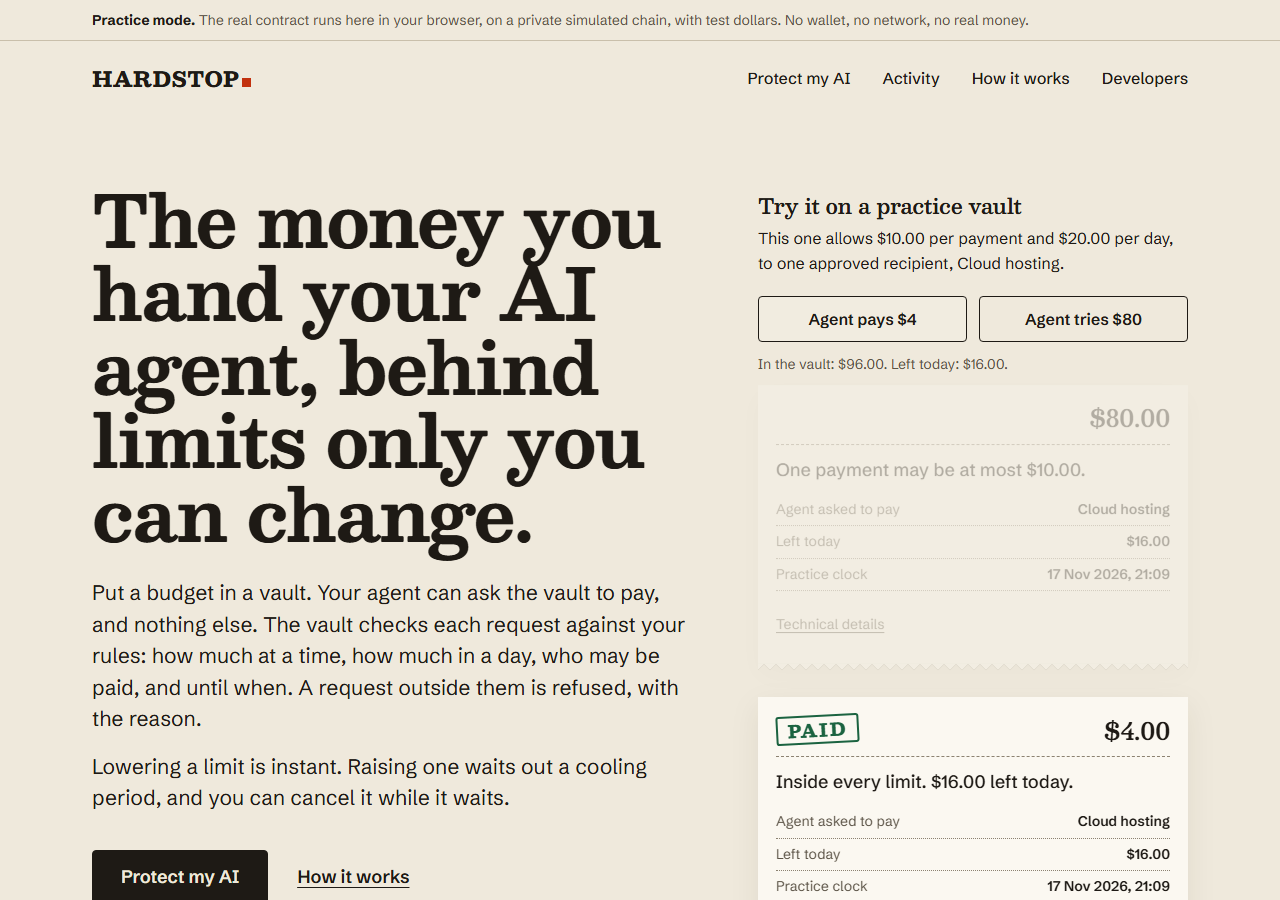 Practice mode. The real contract runs here in your browser, on a private simulated chain, with test dollars. No wallet, no network, no real money.
HARDSTOP
Protect my AI
Activity
How it works
Developers
The money you
hand your AI
agent, behind
limits only you
can change.
Put a budget in a vault. Your agent can ask the vault to pay,
and nothing else. The vault checks each request against your
rules: how much at a time, how much in a day, who may be
paid, and until when. A request outside them is refused, with
the reason.
Lowering a limit is instant. Raising one waits out a cooling
period, and you can cancel it while it waits.
Protect my AI
How it works
Try it on a practice vault
This one allows $10.00 per payment and $20.00 per day,
to one approved recipient, Cloud hosting.
Agent pays $4
Agent tries $80
In the vault: $96.00. Left today: $16.00.
$80.00
One payment may be at most $10.00.
Agent asked to pay Cloud hosting
Left today $16.00
Practice clock 17 Nov 2026, 21:09
Technical details
PAID $4.00
Inside every limit. $16.00 left today.
Agent asked to pay Cloud hosting
Left today $16.00
Practice clock 17 Nov 2026, 21:09